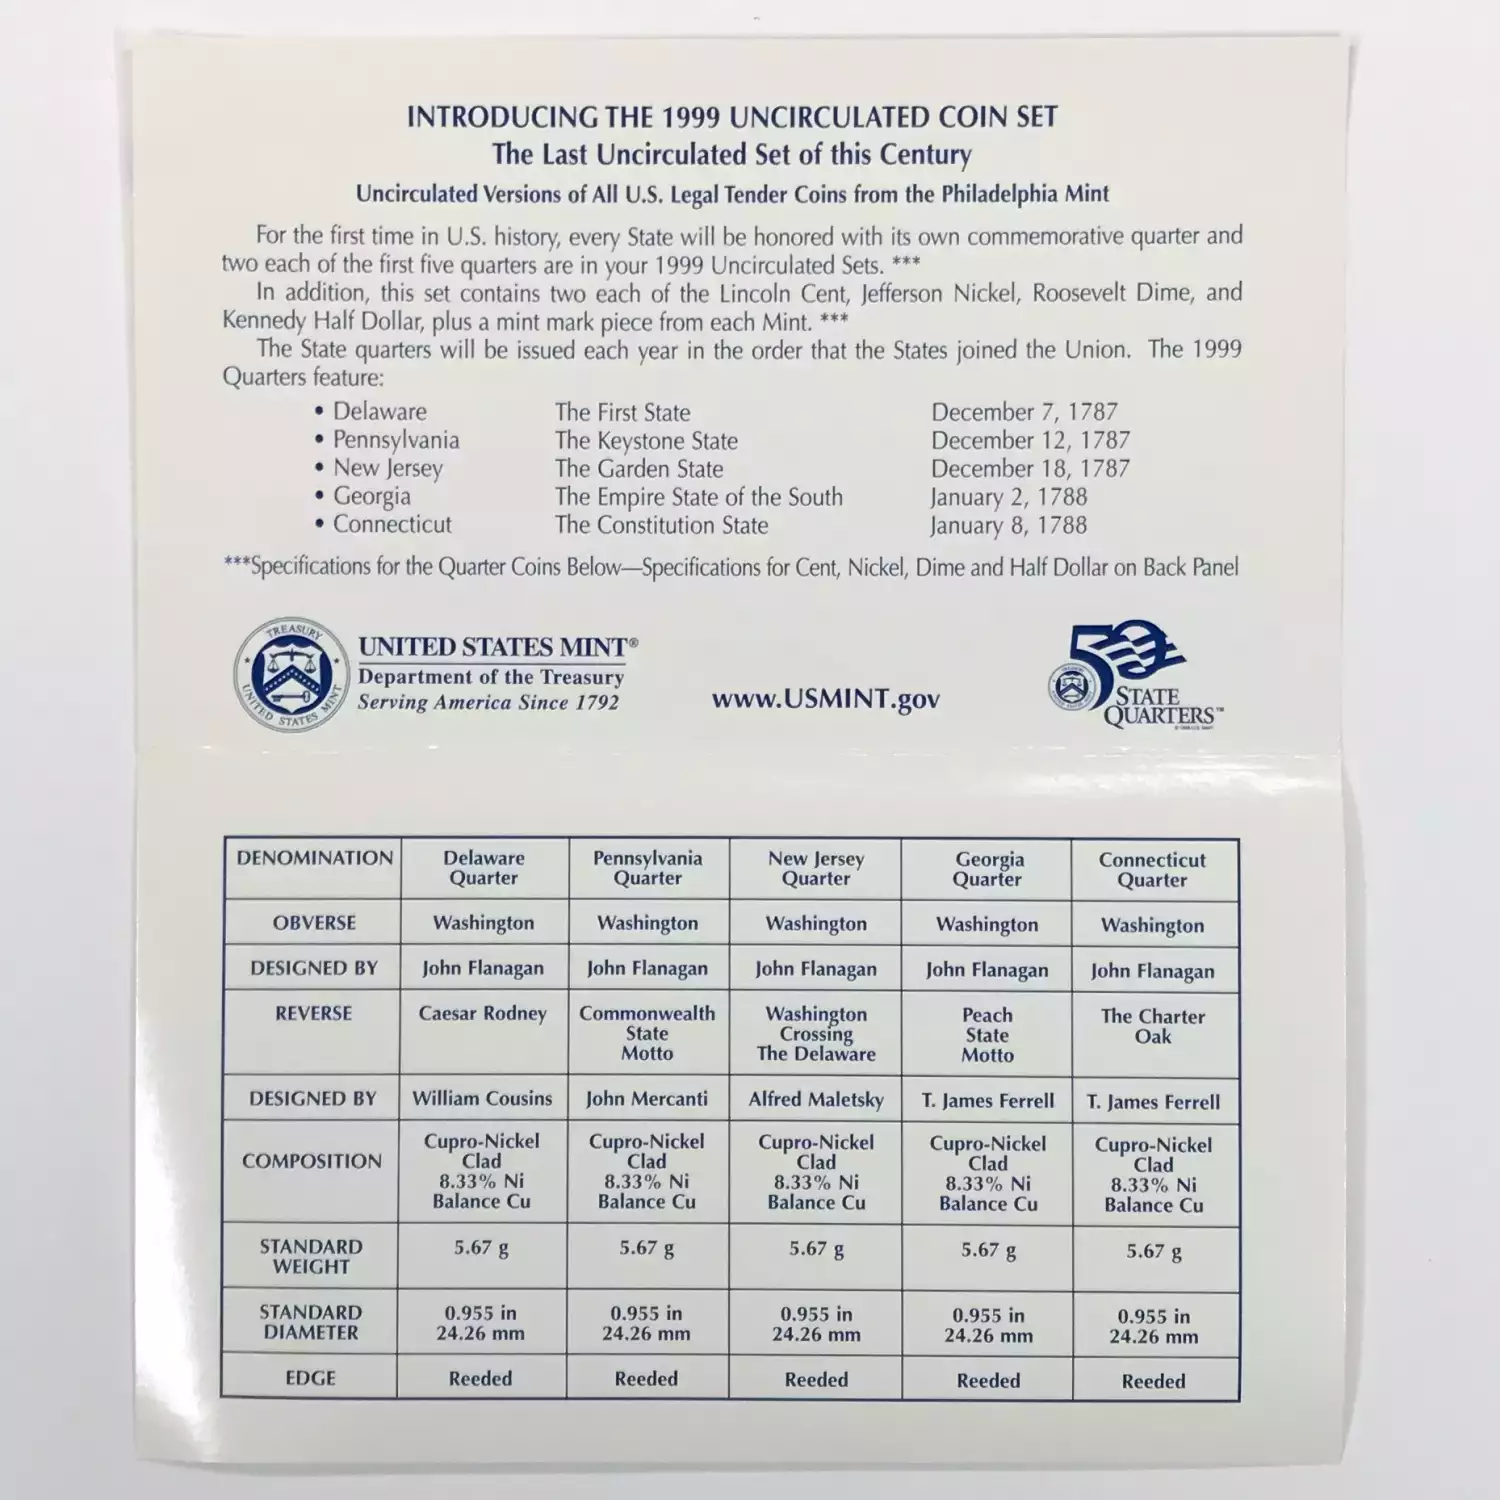 INTRODUCING THE 1999 UNCIRCULATED COIN SET
The Last Uncirculated Set of this Century
Uncirculated Versions of All U.S. Legal Tender Coins from the Philadelphia Mint
For the first time in U.S. history, every State will be honored with its own commemorative quarter and
two each of the first five quarters are in your 1999 Uncirculated Sets. ***
In addition, this set contains two each of the Lincoln Cent, Jefferson Nickel, Roosevelt Dime, and
Kennedy Half Dollar, plus a mint mark piece from each Mint. ***
The State quarters will be issued each year in the order that the States joined the Union. The 1999
Quarters feature:
• Delaware The First State December 7, 1787
• Pennsylvania The Keystone State December 12, 1787
• New Jersey The Garden State December 18, 1787
• Georgia The Empire State of the South January 2, 1788
• Connecticut The Constitution State January 8, 1788
***Specifications for the Quarter Coins Below—Specifications for Cent, Nickel, Dime and Half Dollar on Back Panel
TREASURY
UNITED STATES MINT
UNITED STATES MINT®
Department of the Treasury
Serving America Since 1792
www.USMINT.gov
50
STATE
QUARTERS™
DENOMINATION Delaware Pennsylvania New Jersey Georgia Connecticut
Quarter Quarter Quarter Quarter Quarter
OBVERSE Washington Washington Washington Washington Washington
DESIGNED BY John Flanagan John Flanagan John Flanagan John Flanagan John Flanagan
REVERSE Caesar Rodney Commonwealth Washington Peach The Charter
State Crossing State Oak
Motto The Delaware Motto
DESIGNED BY William Cousins John Mercanti Alfred Maletsky T. James Ferrell T. James Ferrell
COMPOSITION Cupro-Nickel Cupro-Nickel Cupro-Nickel Cupro-Nickel Cupro-Nickel
Clad Clad Clad Clad Clad
8.33% Ni 8.33% Ni 8.33% Ni 8.33% Ni 8.33% Ni
Balance Cu Balance Cu Balance Cu Balance Cu Balance Cu
STANDARD 5.67 g 5.67 g 5.67 g 5.67 g 5.67 g
WEIGHT
STANDARD 0.955 in 0.955 in 0.955 in 0.955 in 0.955 in
DIAMETER 24.26 mm 24.26 mm 24.26 mm 24.26 mm 24.26 mm
EDGE Reeded Reeded Reeded Reeded Reeded